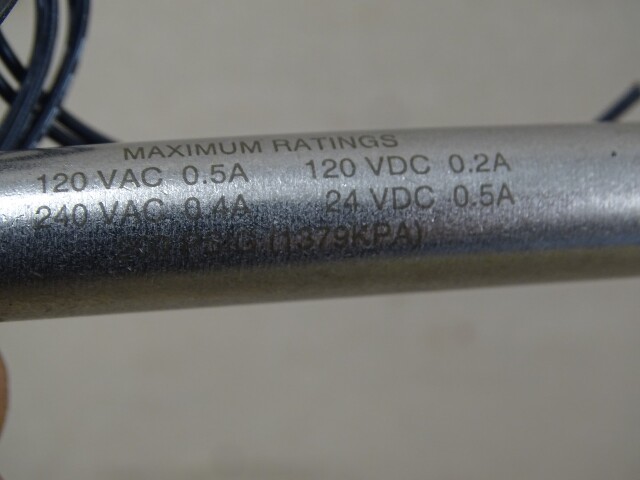 MAXIMUM RATINGS
120 VAC 0.5A 120 VDC 0.2A
240 VAC 0.4A 24 VDC 0.5A
(1379KPA)